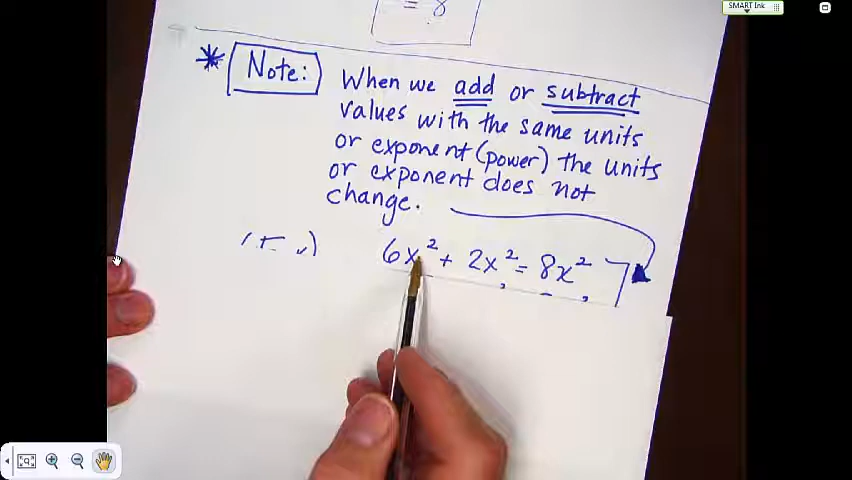 SMART Ink
= 8
* Note: When we add or subtract
values with the same units
or exponent (power) the units
or exponent does not
change.
6x² + 2x² = 8x²